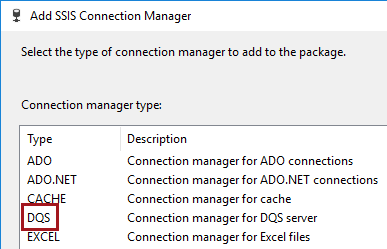 Add SSIS Connection Manager
Select the type of connection manager to add to the package.
Connection manager type:
Type Description
ADO Connection manager for ADO connections
ADO.NET Connection manager for ADO.NET connections
CACHE Connection manager for cache
DQS Connection manager for DQS server
EXCEL Connection manager for Excel files